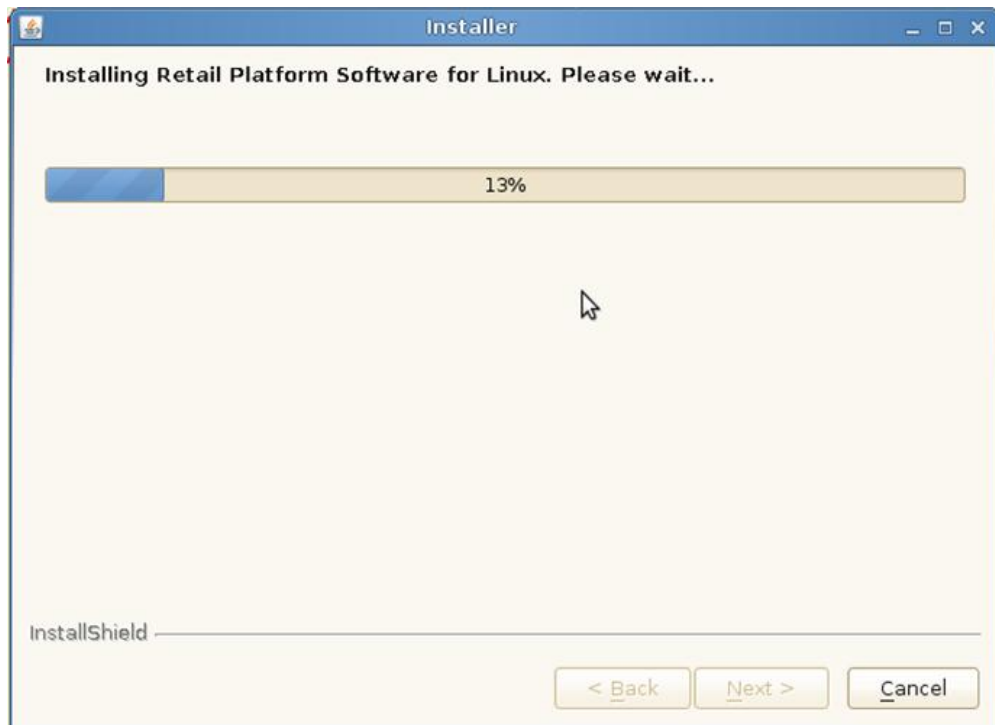 Installer
Installing Retail Platform Software for Linux. Please wait...
13%
InstallShield
< Back
Next >
Cancel